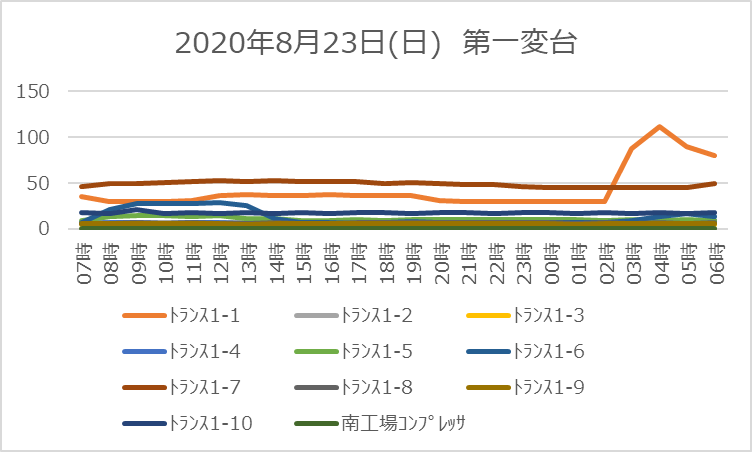 2020年8月23日(日) 第一変台
150
100
50
0
07時 08時 09時 10時 11時 12時 13時 14時 15時 16時 17時 18時 19時 20時 21時 22時 23時 00時 01時 02時 03時 04時 05時 06時
ﾄﾗﾝｽ1-1 ﾄﾗﾝｽ1-2 ﾄﾗﾝｽ1-3
ﾄﾗﾝｽ1-4 ﾄﾗﾝｽ1-5 ﾄﾗﾝｽ1-6
ﾄﾗﾝｽ1-7 ﾄﾗﾝｽ1-8 ﾄﾗﾝｽ1-9
ﾄﾗﾝｽ1-10 南工場ｺﾝﾌﾟﾚｯｻ